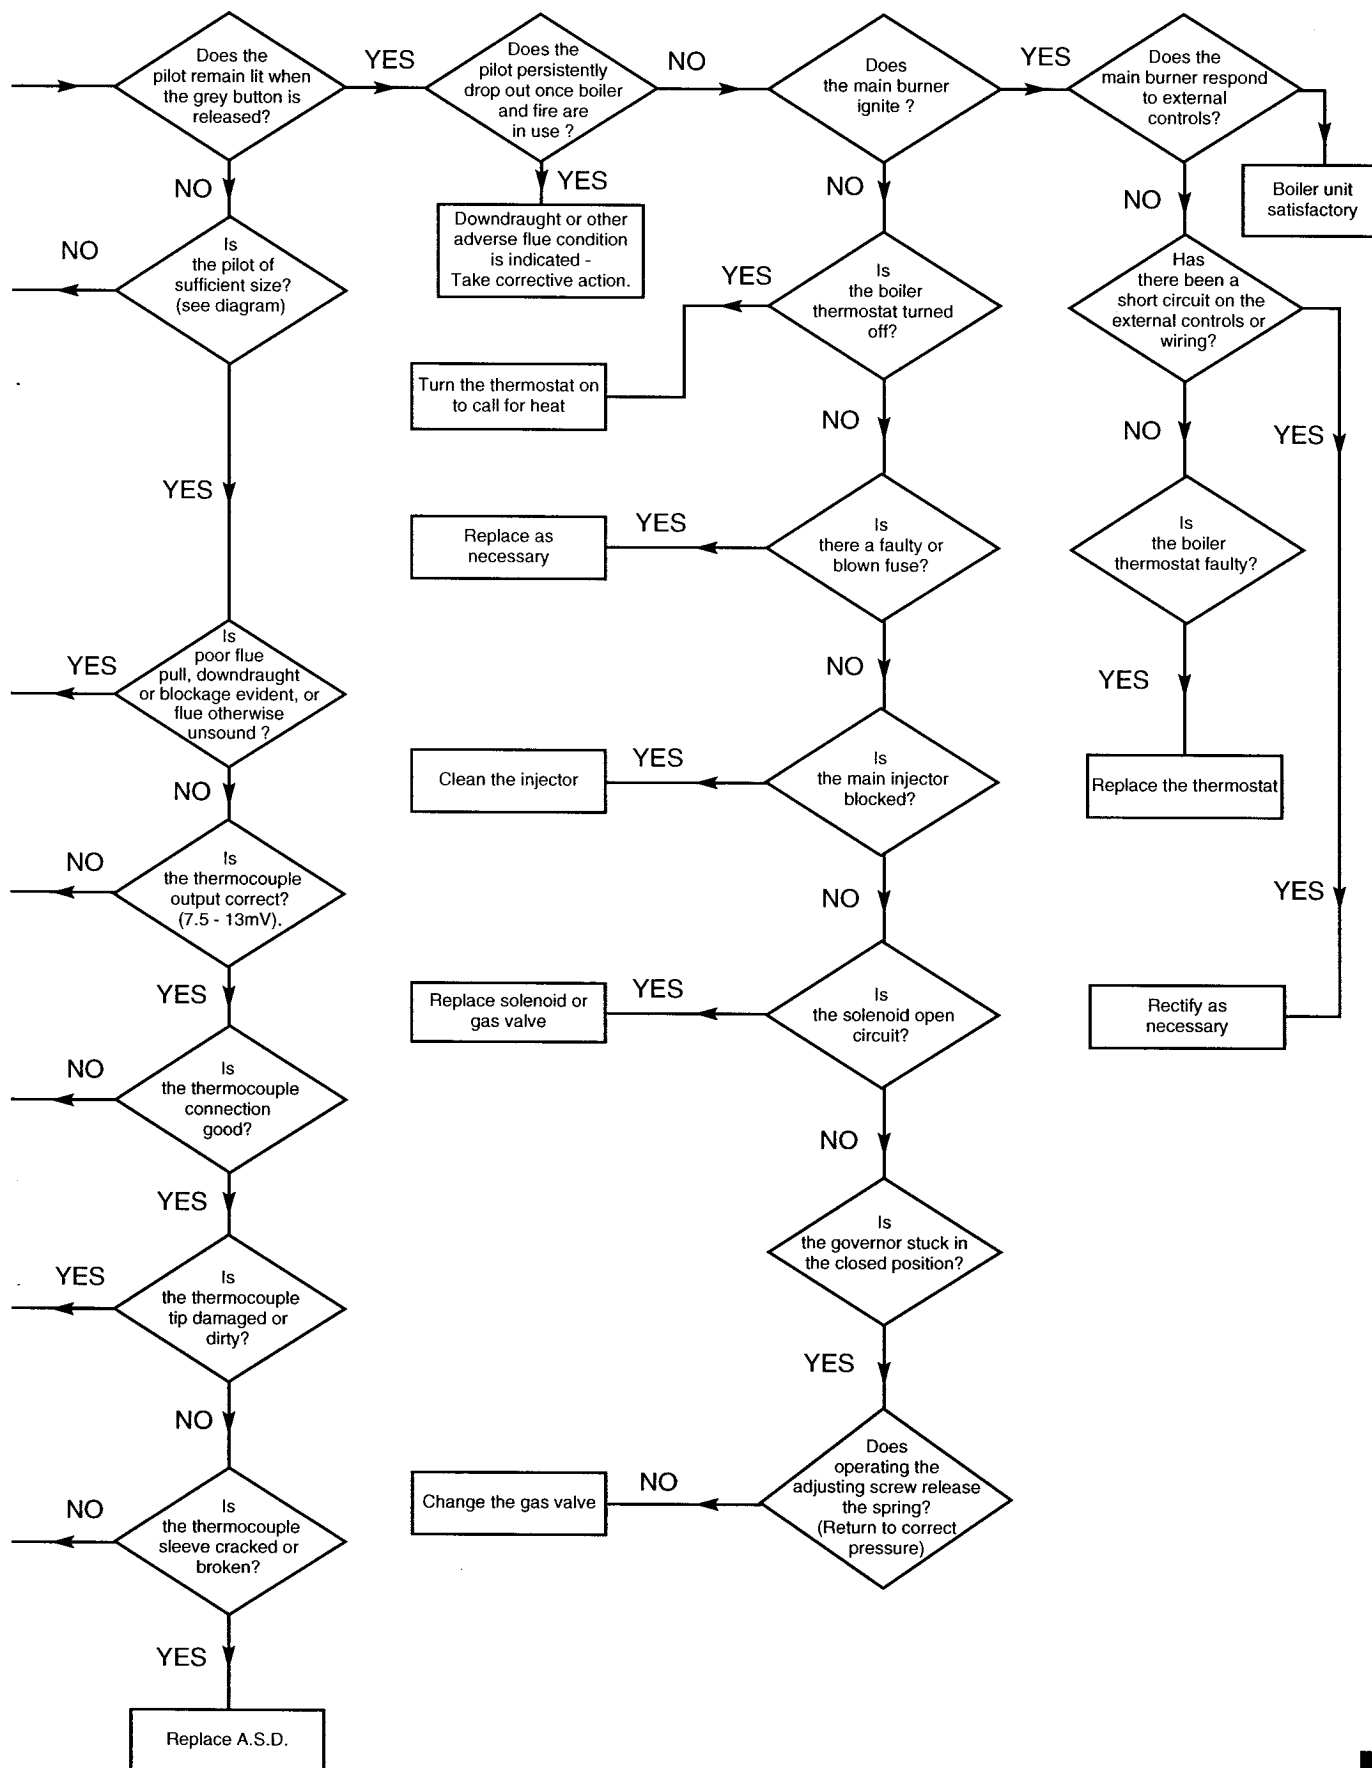 Does the
pilot remain lit when
the grey button is
released?
YES
Does the
pilot persistently
drop out once boiler
and fire are
in use ?
NO
Does
the main burner
ignite ?
YES
Does the
main burner respond
to external
controls?
NO
YES
NO
NO
Boiler unit
satisfactory
Downdraught or other
adverse flue condition
is indicated -
Take corrective action.
NO
Is
the pilot of
sufficient size?
(see diagram)
YES
Is
the boiler
thermostat turned
off?
Has
there been a
short circuit on the
external controls or
wiring?
Turn the thermostat on
to call for heat
NO
NO
YES
YES
Replace as
necessary
YES
Is
there a faulty or
blown fuse?
Is
the boiler
thermostat faulty?
YES
Is
poor flue
pull, downdraught
or blockage evident, or
flue otherwise
unsound ?
NO
YES
NO
Clean the injector
YES
Is
the main injector
blocked?
Replace the thermostat
NO
Is
the thermocouple
output correct?
(7.5 - 13mV).
NO
YES
YES
Replace solenoid or
gas valve
YES
Is
the solenoid open
circuit?
Rectify as
necessary
NO
Is
the thermocouple
connection
good?
NO
YES
Is
the governor stuck in
the closed position?
YES
Is
the thermocouple
tip damaged or
dirty?
YES
NO
Does
operating the
adjusting screw release
the spring?
(Return to correct
pressure)
NO
Change the gas valve
NO
Is
the thermocouple
sleeve cracked or
broken?
YES
Replace A.S.D.